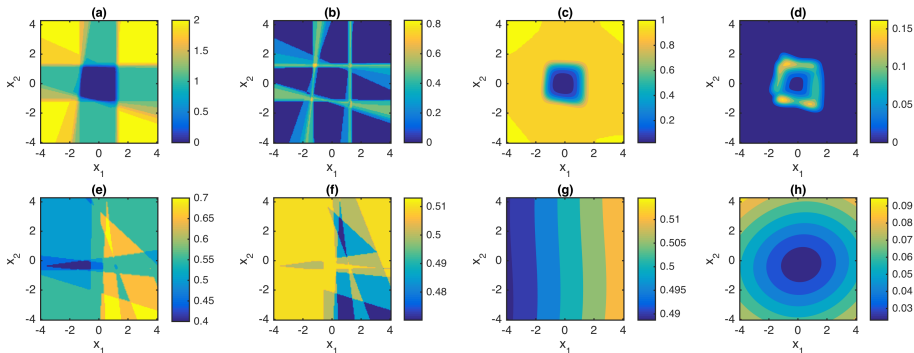 (a) (b) (c) (d)
4 2 4 0.8 4 1 4 0.15
2 1.5 2 0.6 2 0.8 2 0.1
x2 0 1 x2 0 0.4 x2 0 0.6 x2 0 0.05
-2 0.5 -2 0.2 -2 0.4 -2
-4 0 -4 0 -4 0.2 -4 0
-4 -2 0 2 4 -4 -2 0 2 4 -4 -2 0 2 4 -4 -2 0 2 4
x1 x1 x1 x1
(e) (f) (g) (h)
4 0.7 4 0.51 4 0.51 4 0.09
0.65 0.08
2 0.6 2 0.5 2 0.505 2 0.07
x2 0 0.55 x2 0 0.49 x2 0 0.5 x2 0 0.06
0.5 0.05
-2 0.45 -2 0.48 -2 0.495 -2 0.04
-4 0.4 -4 0.47 -4 0.49 -4 0.03
-4 -2 0 2 4 -4 -2 0 2 4 -4 -2 0 2 4 -4 -2 0 2 4
x1 x1 x1 x1